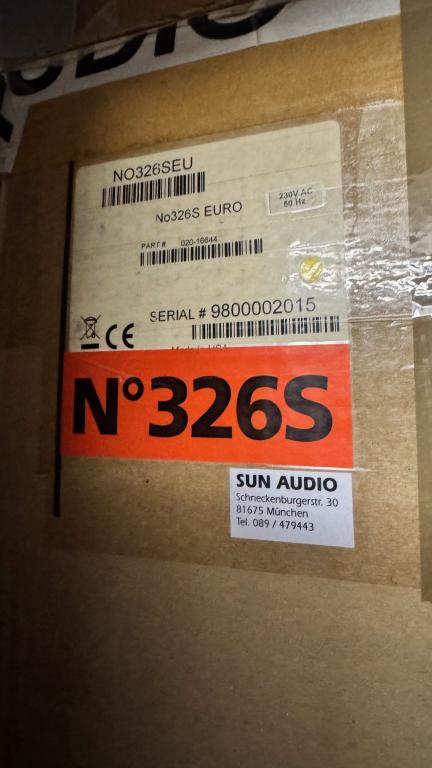 NO326SEU
No326S EURO
230V AC
50 Hz
PART# 020-16644
SERIAL # 9800002015
CE
N°326S
SUN AUDIO
Schneckenburgerstr. 30
81675 München
Tel. 089 / 479443